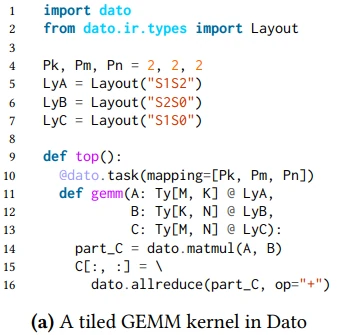 1 import dato
2 from dato.ir.types import Layout
3
4 Pk, Pm, Pn = 2, 2, 2
5 LyA = Layout("S1S2")
6 LyB = Layout("S2S0")
7 LyC = Layout("S1S0")
8
9 def top():
10 @dato.task(mapping=[Pk, Pm, Pn])
11 def gemm(A: Ty[M, K] @ LyA,
12 B: Ty[K, N] @ LyB,
13 C: Ty[M, N] @ LyC):
14 part_C = dato.matmul(A, B)
15 C[:, :] = \
16 dato.allreduce(part_C, op="+")
(a) A tiled GEMM kernel in Dato